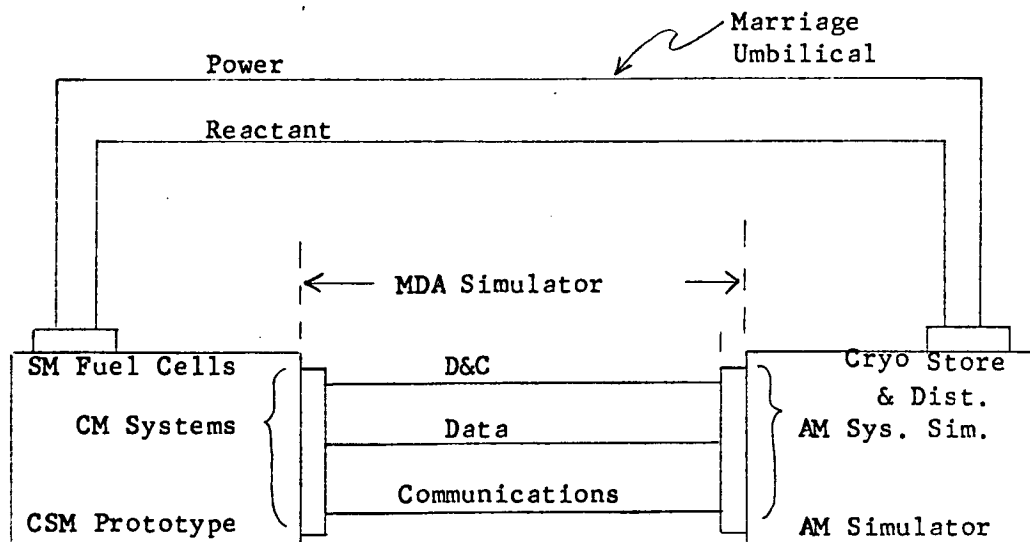 Marriage
Umbilical
Power
Reactant
MDA Simulator
SM Fuel Cells
D&C
Cryo Store
& Dist.
CM Systems
Data
AM Sys. Sim.
Communications
CSM Prototype
AM Simulator